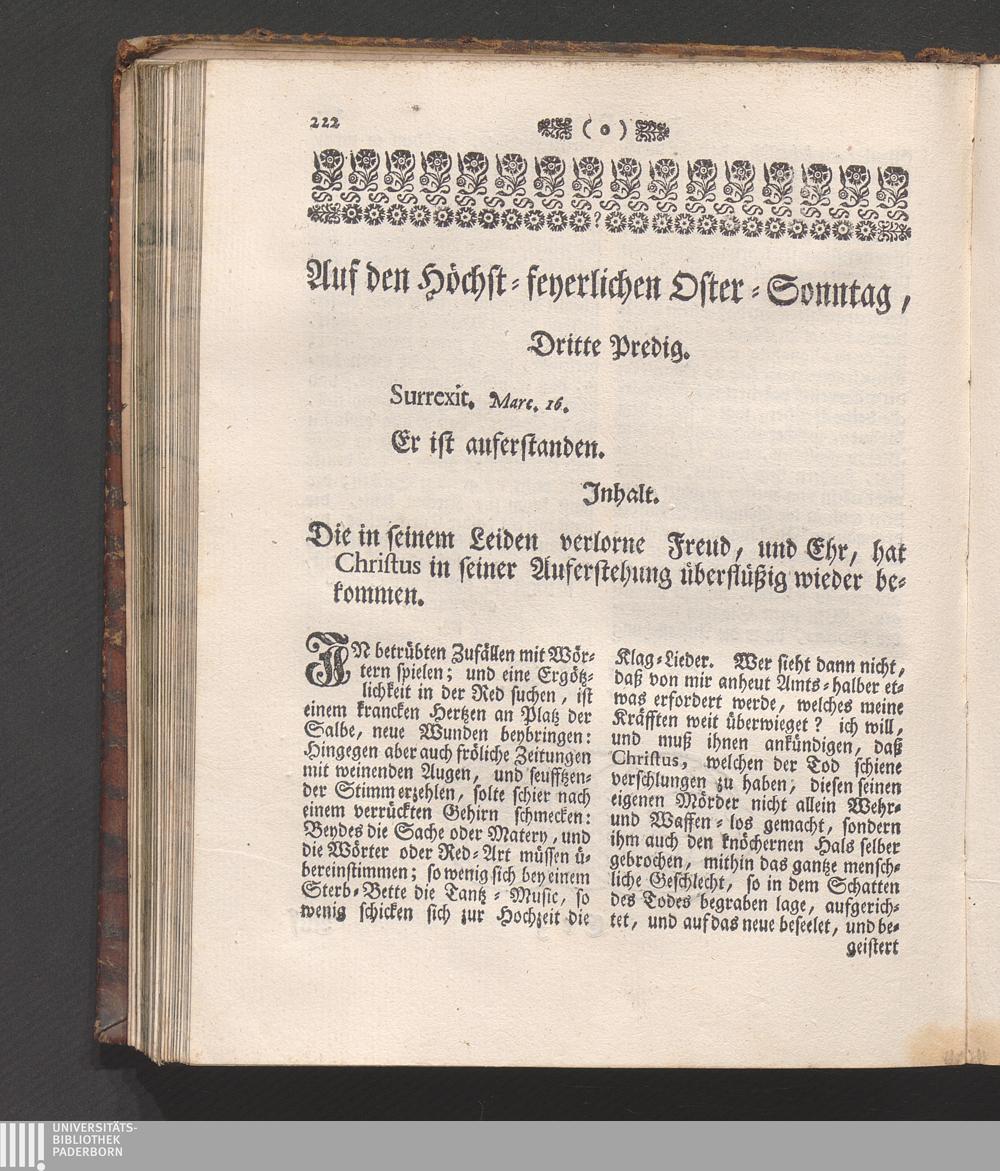 222
( o )
Auf den Höchst-feyerlichen Oster-Sonntag,
Dritte Predig.
Surrexit. Marc. 16.
Er ist auferstanden.
Inhalt.
Die in seinem Leiden verlorne Freud, und Ehr, hat
Christus in seiner Auferstehung überflüßig wieder be-
kommen.
IN betrübten Zufällen mit Wör-
tern spielen; und eine Ergötz-
lichkeit in der Red suchen, ist
einem krancken Hertzen an Platz der
Salbe, neue Wunden beybringen:
Hingegen aber auch fröliche Zeitungen
mit weinenden Augen, und seufftzen-
der Stimm erzehlen, solte schier nach
einem verrückten Gehirn schmecken:
Beydes die Sache oder Matery, und
die Wörter oder Red-Art müssen ü-
bereinstimmen; so wenig sich bey einem
Sterb-Bette die Tantz-Music, so
wenig schicken sich zur Hochzeit die
Klag-Lieder. Wer sieht dann nicht,
daß von mir anheut Amts-halber et-
was erfordert werde, welches meine
Kräfften weit überwieget? ich will,
und muß ihnen ankündigen, daß
Christus, welchen der Tod schiene
verschlungen zu haben, diesen seinen
eigenen Mörder nicht allein Wehr-
und Waffen-los gemacht, sondern
ihm auch den knöchernen Hals selber
gebrochen, mithin das gantze mensch-
liche Geschlecht, so in dem Schatten
des Todes begraben lage, aufgerich-
tet, und auf das neue beseelet, und be-
geistert
UNIVERSITÄTS-
BIBLIOTHEK
PADERBORN